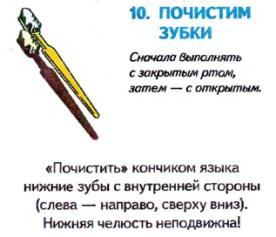 10. ПОЧИСТИМ
ЗУБКИ
Сначала выполнять
с закрытым ртом,
затем — с открытым.
«Почистить» кончиком языка
нижние зубы с внутренней стороны
(слева — направо, сверху вниз).
Нижняя челюсть неподвижна!